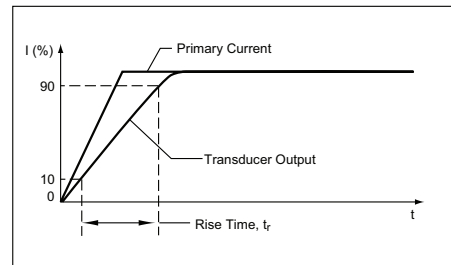 I (%)
Primary Current
90
Transducer Output
10
0
t
Rise Time, tr